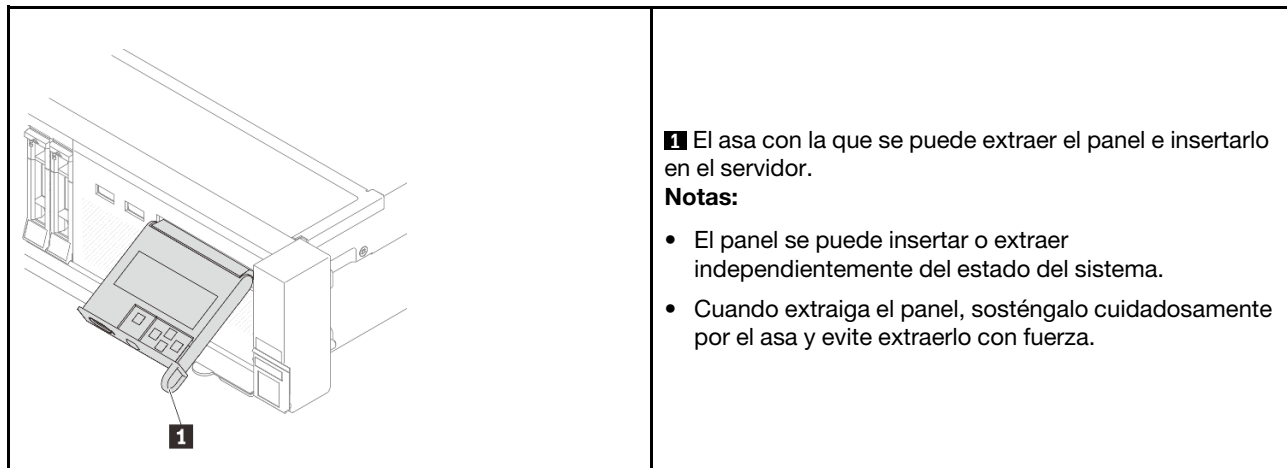 1
1 El asa con la que se puede extraer el panel e insertarlo
en el servidor.
Notas:
• El panel se puede insertar o extraer
independientemente del estado del sistema.
• Cuando extraiga el panel, sosténgalo cuidadosamente
por el asa y evite extraerlo con fuerza.